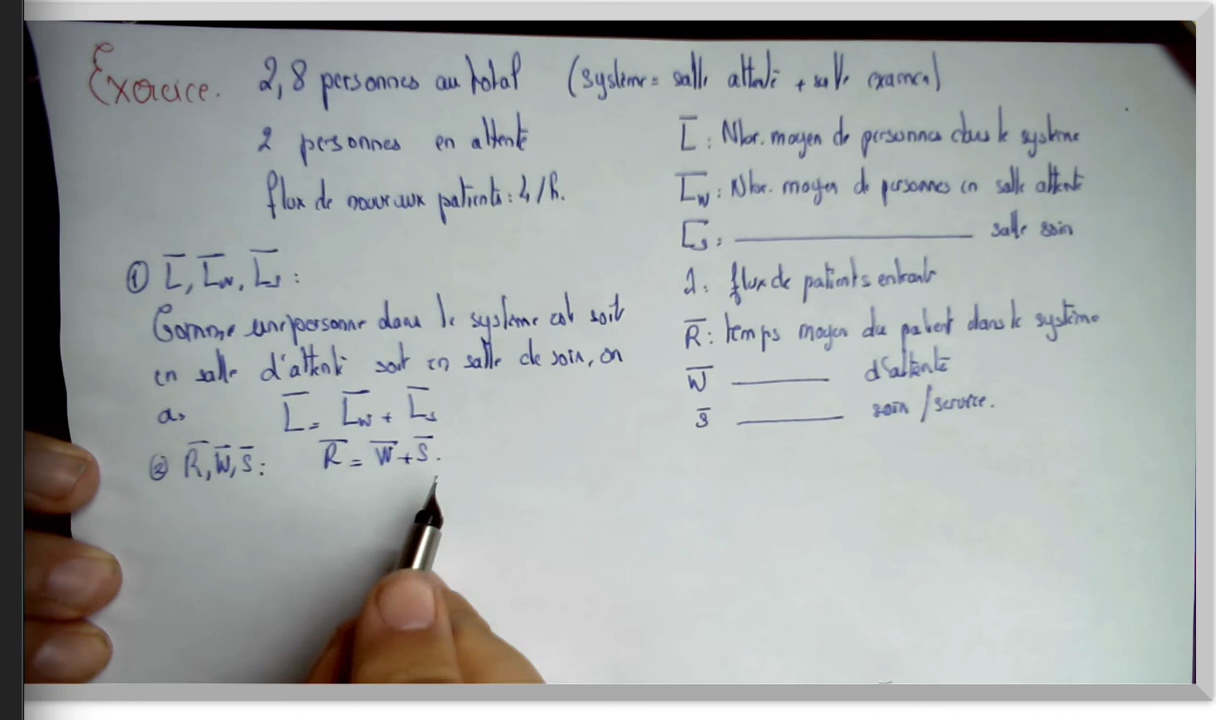 Exercice. 2,8 personnes au total (système = salle attente + salle examen)
2 personnes en attente
flux de nouveaux patients : 4/h.
L̅ : Nbr. moyen de personnes dans le système
L̅w : Nbr. moyen de personnes en salle attente
L̅s : ———— salle soin
λ : flux de patients entrants
R̅ : temps moyen du patient dans le système
W̅ ———— d'attente
s̅ ———— soin / service.
① L̅, L̅w, L̅s :
Comme une personne dans le système est soit
en salle d'attente soit en salle de soin, on
a, L̅ = L̅w + L̅s
② R̅, W̅, s̅ : R̅ = W̅ + s̅.